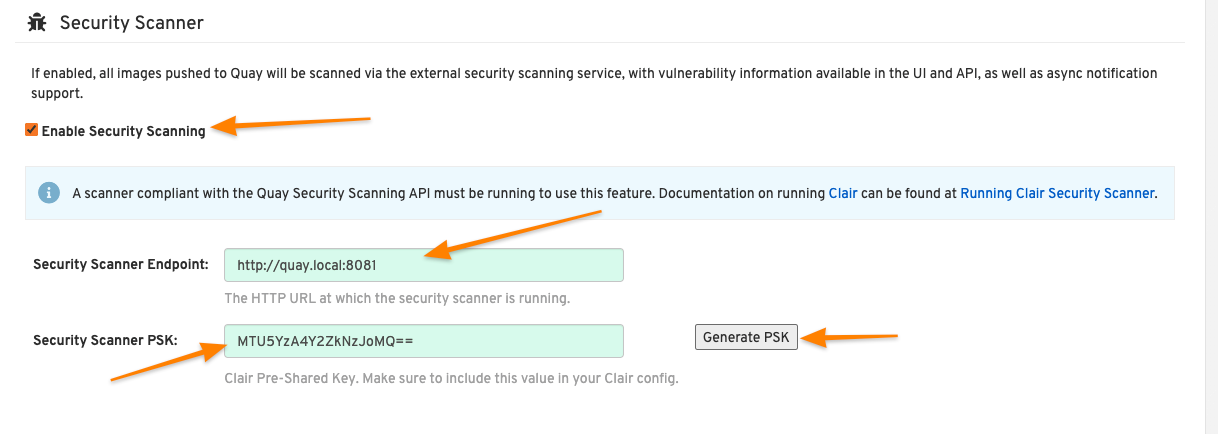 Security Scanner
If enabled, all images pushed to Quay will be scanned via the external security scanning service, with vulnerability information available in the UI and API, as well as async notification
support.
Enable Security Scanning
A scanner compliant with the Quay Security Scanning API must be running to use this feature. Documentation on running Clair can be found at Running Clair Security Scanner.
Security Scanner Endpoint: http://quay.local:8081
The HTTP URL at which the security scanner is running.
Security Scanner PSK: MTU5YzA4Y2ZkNzJoMQ== Generate PSK
Clair Pre-Shared Key. Make sure to include this value in your Clair config.